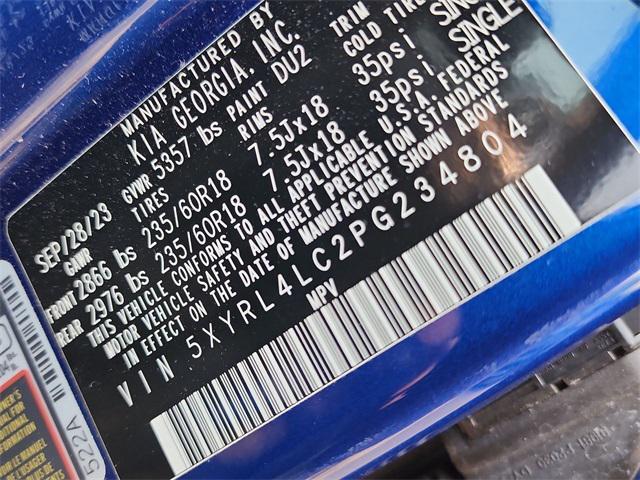 MANUFACTURED BY
KIA GEORGIA, INC.
SEP/28/23 GVWR 5357 lbs PAINT DU2 TRIM
GAWR TIRES RIMS COLD TIRE
FRONT 2866 lbs 235/60R18 7.5Jx18 35psi SINGLE
REAR 2976 lbs 235/60R18 7.5Jx18 35psi SINGLE
THIS VEHICLE CONFORMS TO ALL APPLICABLE U.S.A. FEDERAL
MOTOR VEHICLE SAFETY AND THEFT PREVENTION STANDARDS
IN EFFECT ON THE DATE OF MANUFACTURE SHOWN ABOVE
VIN 5XYRL4LC2PG234804
MPV
522A